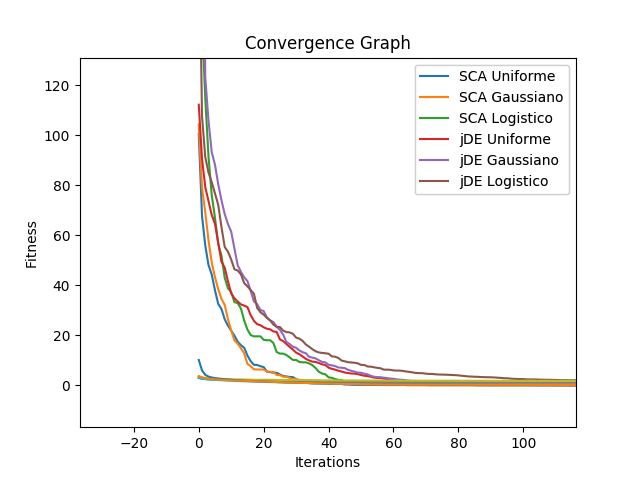 Convergence Graph
SCA Uniforme
SCA Gaussiano
SCA Logistico
jDE Uniforme
jDE Gaussiano
jDE Logistico
120
100
80
60
40
20
0
Fitness
−20 0 20 40 60 80 100
Iterations